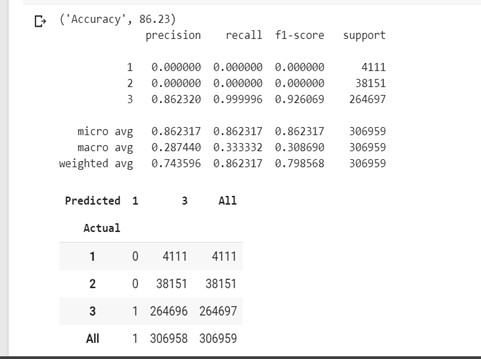 ('Accuracy', 86.23)
precision recall f1-score support
1 0.000000 0.000000 0.000000 4111
2 0.000000 0.000000 0.000000 38151
3 0.862320 0.999996 0.926069 264697
micro avg 0.862317 0.862317 0.862317 306959
macro avg 0.287440 0.333332 0.308690 306959
weighted avg 0.743596 0.862317 0.798568 306959
Predicted 1 3 All
Actual
1 0 4111 4111
2 0 38151 38151
3 1 264696 264697
All 1 306958 306959